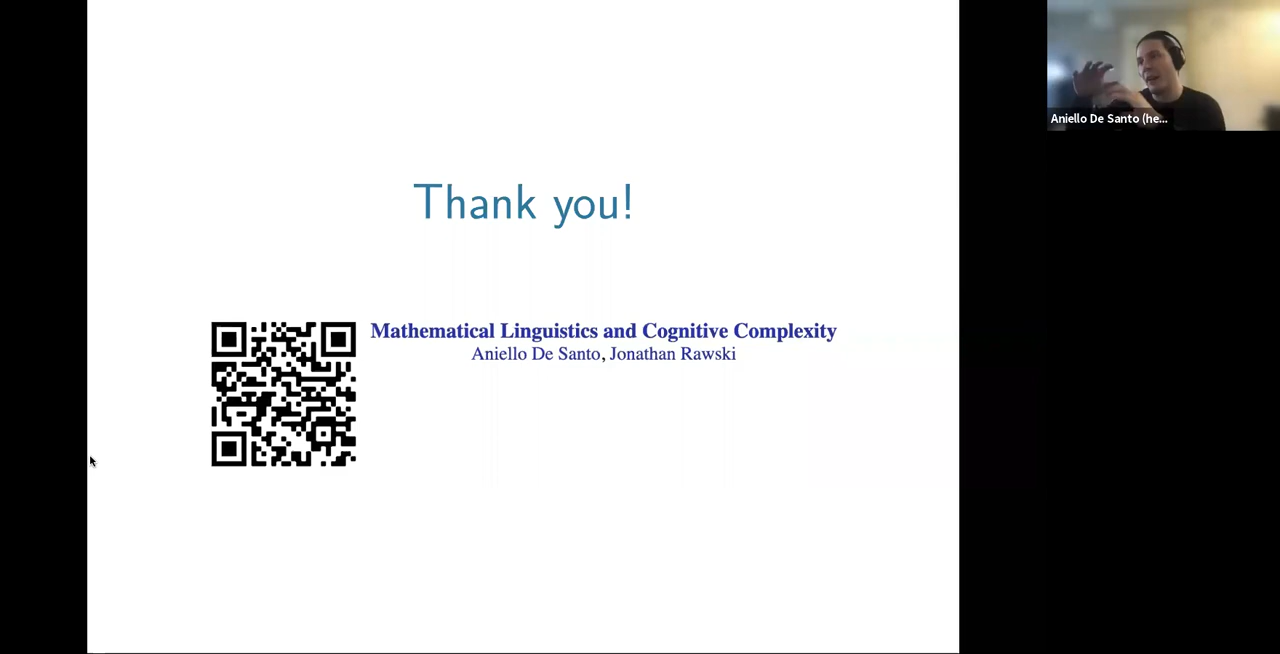 Thank you!
Mathematical Linguistics and Cognitive Complexity
Aniello De Santo, Jonathan Rawski
Aniello De Santo (he...